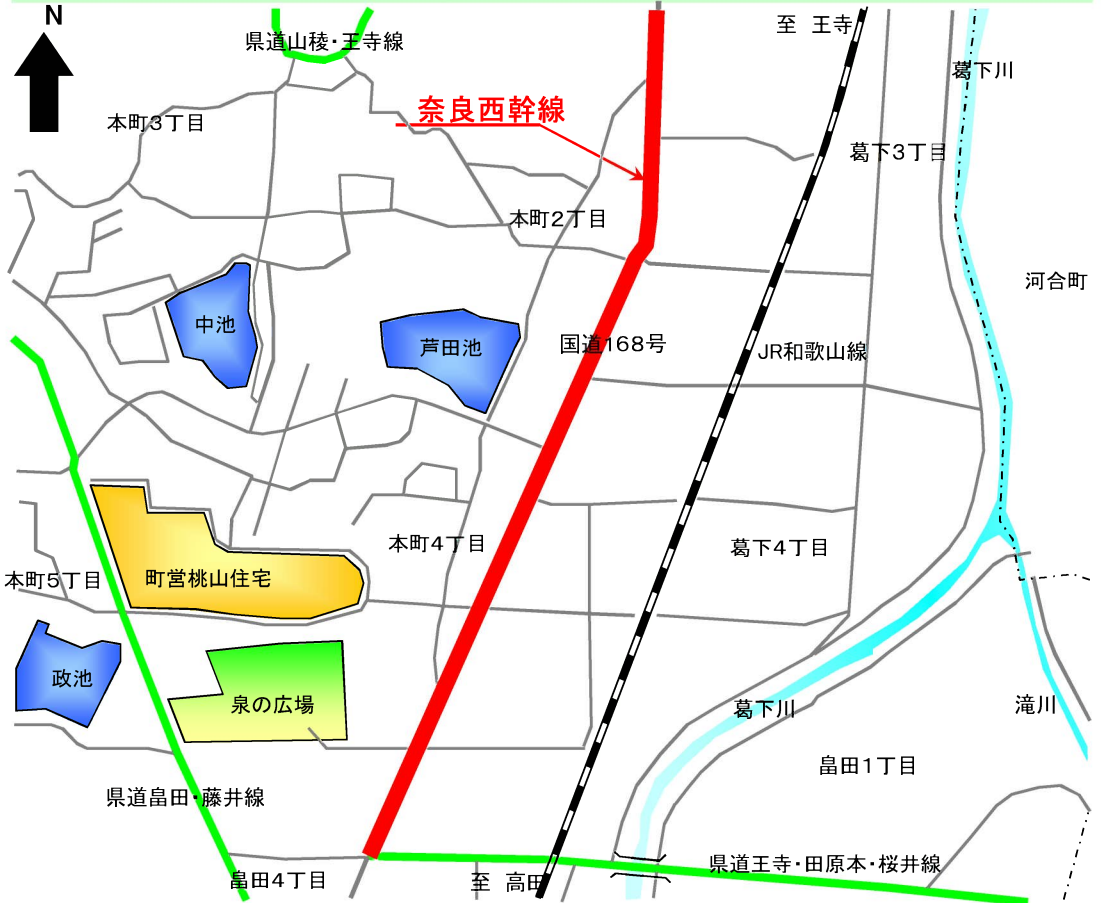 N
至 王寺
県道山稜・王寺線
葛下川
奈良西幹線
本町3丁目
葛下3丁目
本町2丁目
河合町
中池
芦田池
国道168号
JR和歌山線
本町4丁目
葛下4丁目
本町5丁目
町営桃山住宅
政池
泉の広場
葛下川
滝川
畠田1丁目
県道畠田・藤井線
県道王寺・田原本・桜井線
畠田4丁目
至 高田